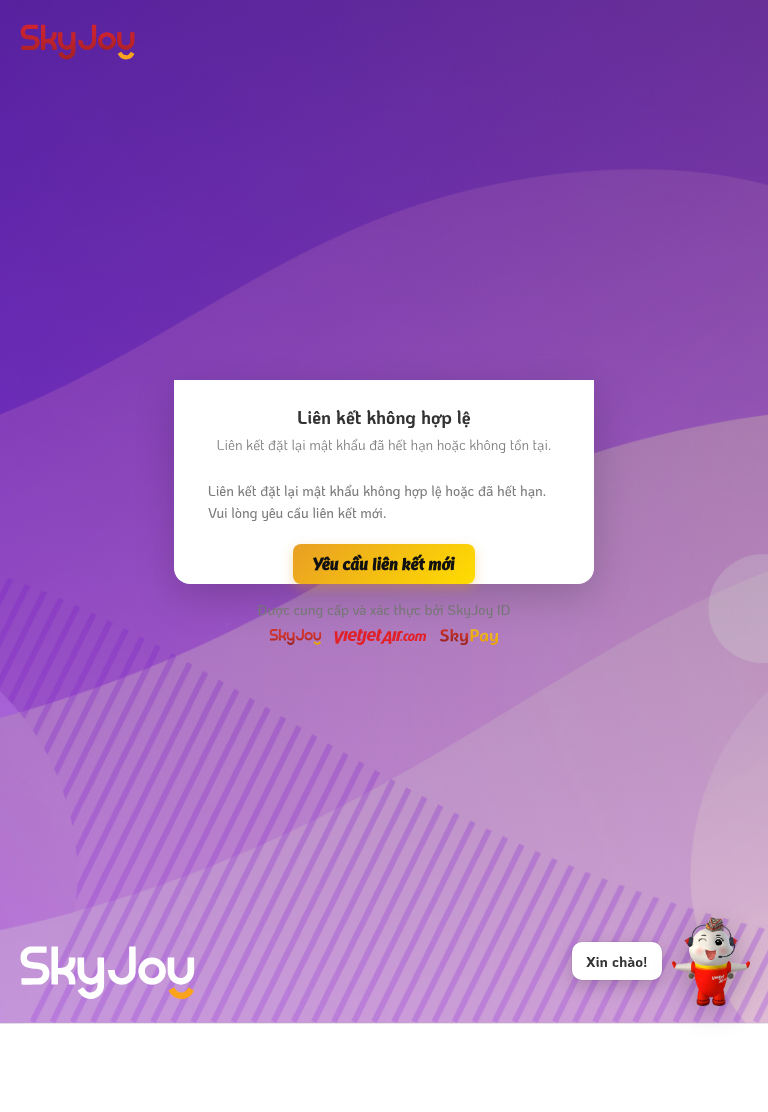 SkyJoy
Liên kết không hợp lệ
Liên kết đặt lại mật khẩu đã hết hạn hoặc không tồn tại.
Liên kết đặt lại mật khẩu không hợp lệ hoặc đã hết hạn.
Vui lòng yêu cầu liên kết mới.
Yêu cầu liên kết mới
Được cung cấp và xác thực bởi SkyJoy ID
SkyJoy vietjetAir.com SkyPay
SkyJoy
Xin chào!